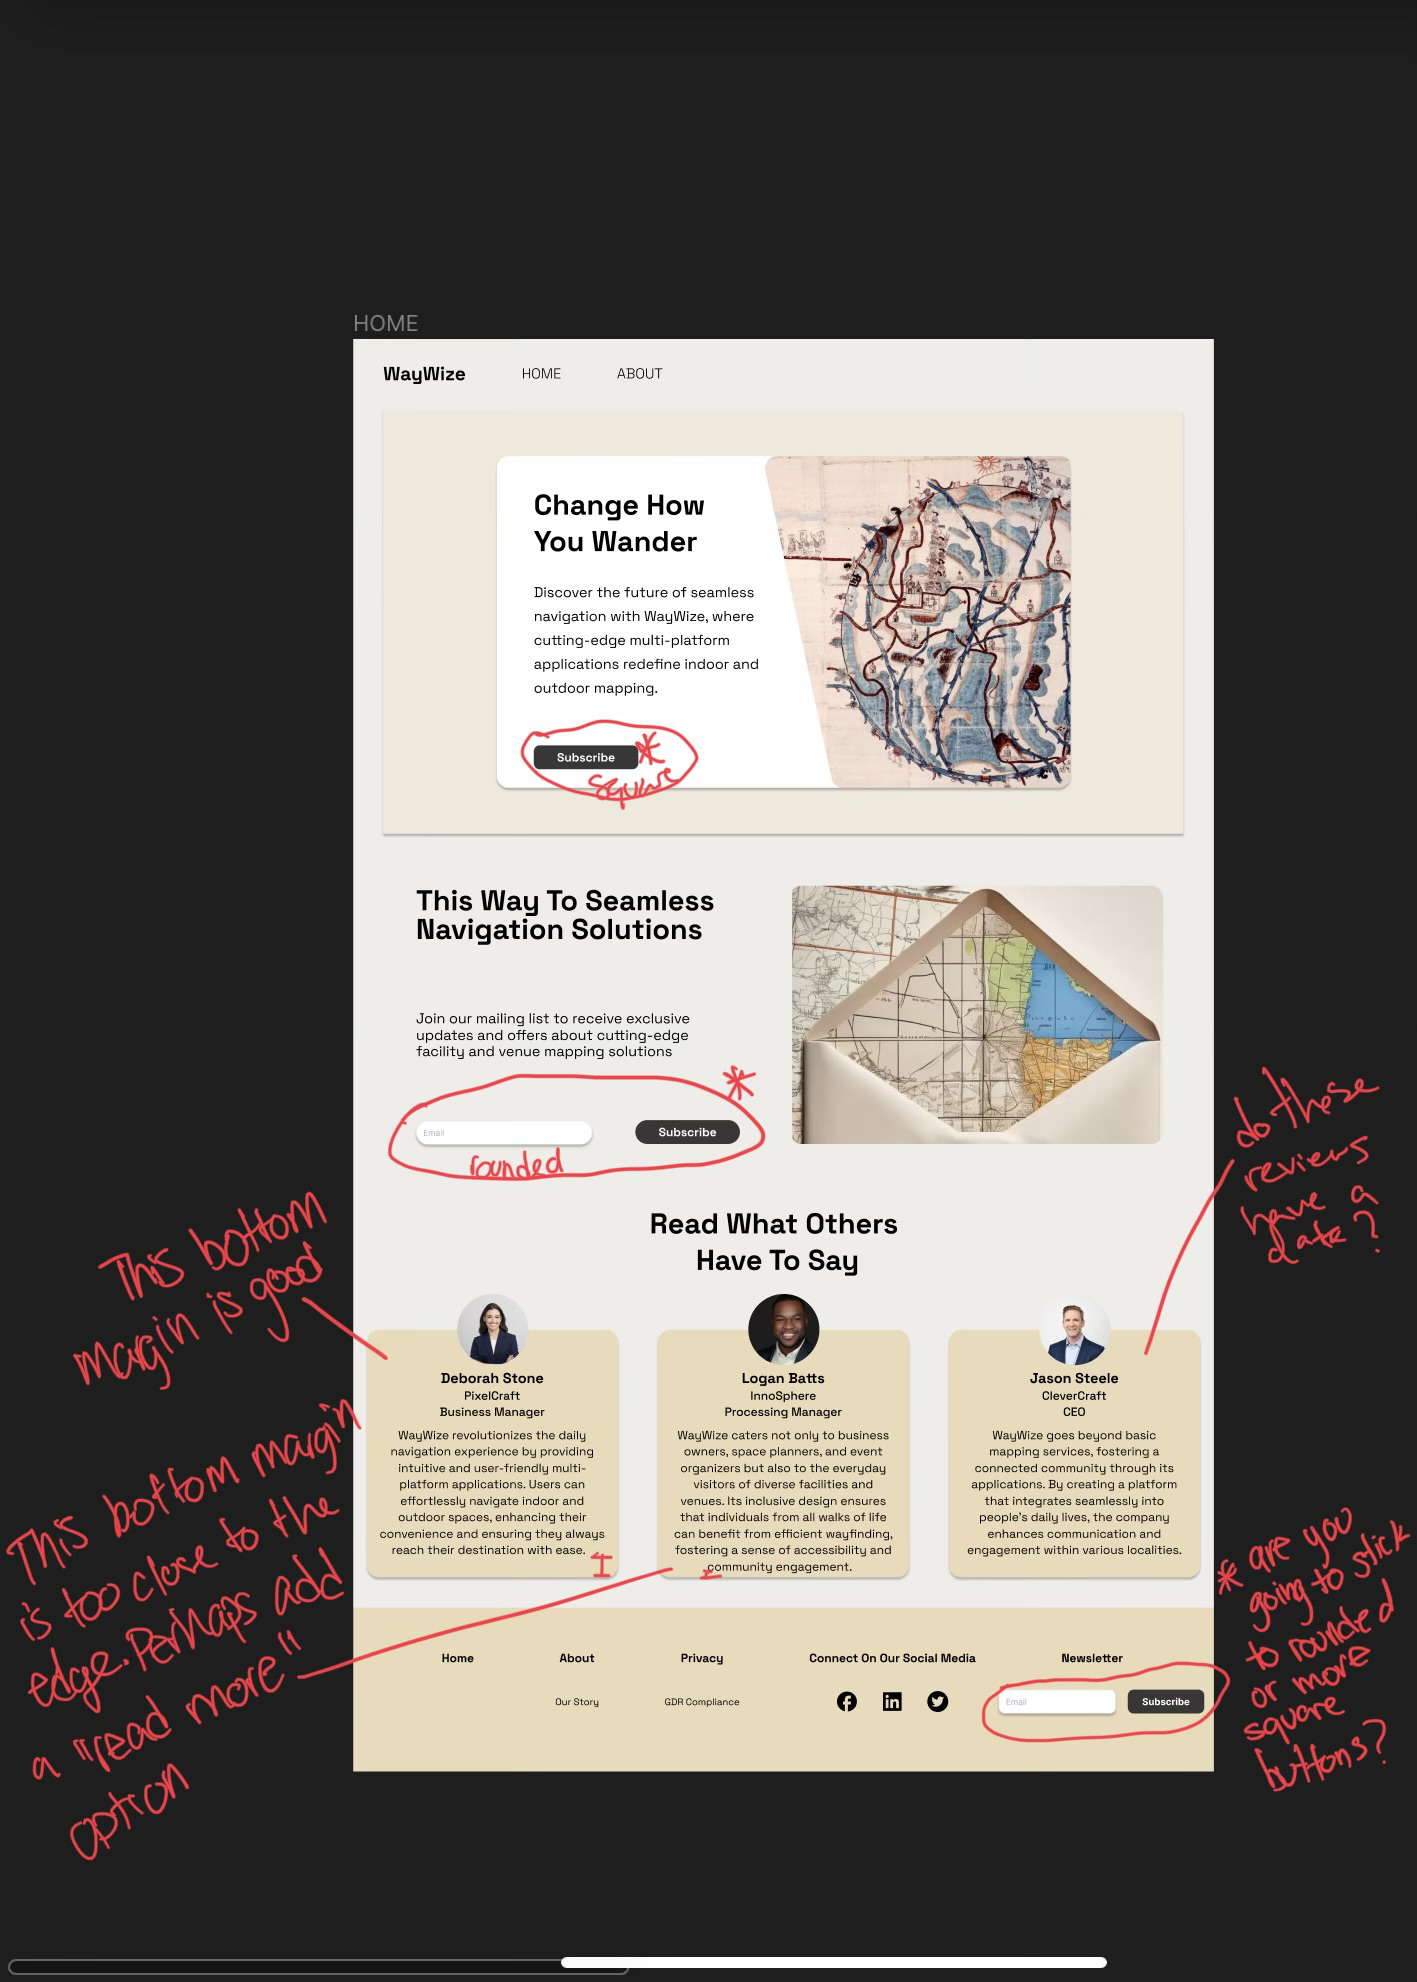 HOME
WayWize
HOME
ABOUT
Change How
You Wander
Discover the future of seamless
navigation with WayWize, where
cutting-edge multi-platform
applications redefine indoor and
outdoor mapping.
Subscribe *
square
This Way To Seamless
Navigation Solutions
Join our mailing list to receive exclusive
updates and offers about cutting-edge
facility and venue mapping solutions
*
Email
Subscribe
rounded
do these
reviews
have a
date?
This bottom
margin is good
Read What Others
Have To Say
Deborah Stone
PixelCraft
Business Manager
WayWize revolutionizes the daily
navigation experience by providing
intuitive and user-friendly multi-
platform applications. Users can
effortlessly navigate indoor and
outdoor spaces, enhancing their
convenience and ensuring they always
reach their destination with ease.
Logan Batts
InnoSphere
Processing Manager
WayWize caters not only to business
owners, space planners, and event
organizers but also to the everyday
visitors of diverse facilities and
venues. Its inclusive design ensures
that individuals from all walks of life
can benefit from efficient wayfinding,
fostering a sense of accessibility and
community engagement.
Jason Steele
CleverCraft
CEO
WayWize goes beyond basic
mapping services, fostering a
connected community through its
applications. By creating a platform
that integrates seamlessly into
people's daily lives, the company
enhances communication and
engagement within various localities.
This bottom margin
is too close to the
edge. Perhaps add
a "read more"
option
* are you
going to stick
to rounded
or more
square
buttons?
Home
About
Privacy
Connect On Our Social Media
Newsletter
Our Story
GDR Compliance
Email
Subscribe